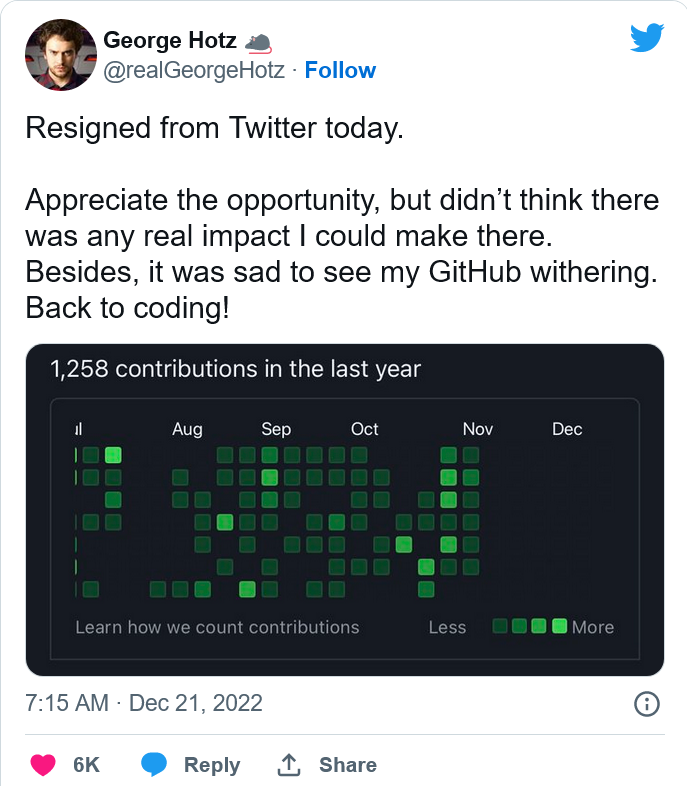 George Hotz 🐀
@realGeorgeHotz · Follow
Resigned from Twitter today.
Appreciate the opportunity, but didn’t think there
was any real impact I could make there.
Besides, it was sad to see my GitHub withering.
Back to coding!
1,258 contributions in the last year
Aug Sep Oct Nov Dec
Learn how we count contributions Less More
7:15 AM · Dec 21, 2022
6K Reply Share